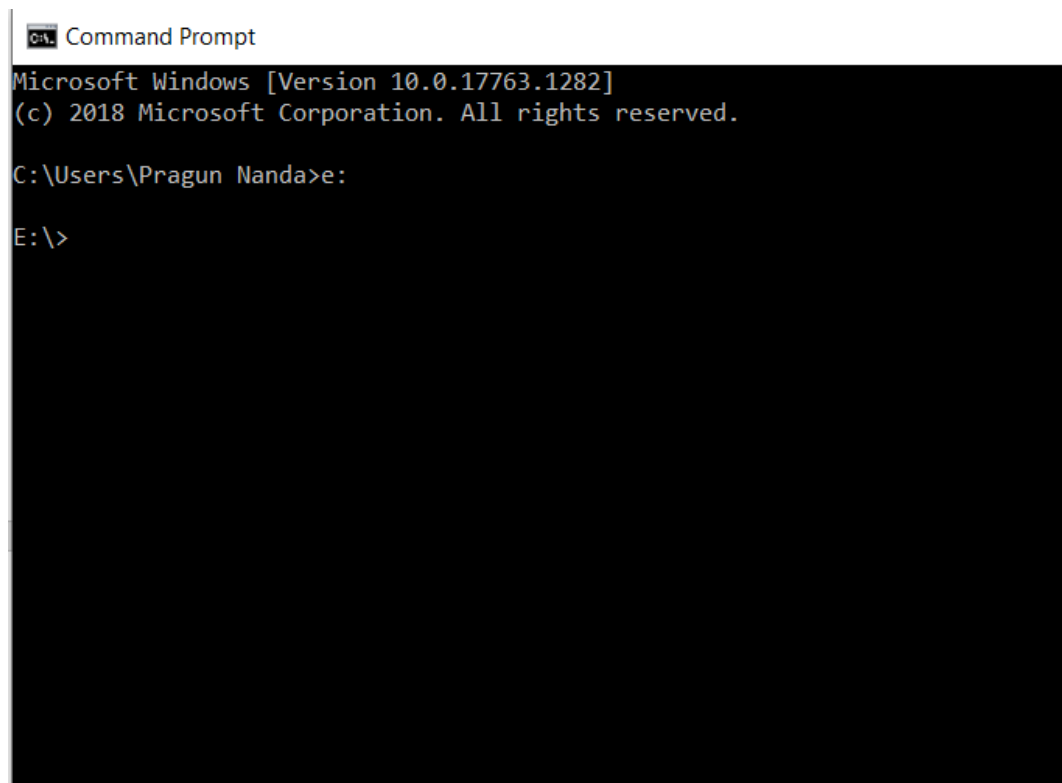 Command Prompt
Microsoft Windows [Version 10.0.17763.1282]
(c) 2018 Microsoft Corporation. All rights reserved.
C:\Users\Pragun Nanda>e:
E:\>